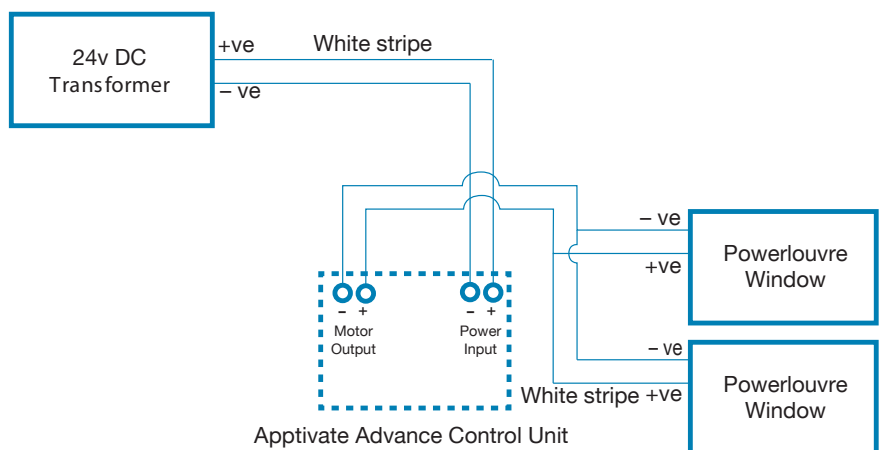 24v DC
Transformer
+ve
White stripe
– ve
– ve
+ve
Powerlouvre
Window
– +
Motor
Output
– +
Power
Input
– ve
White stripe +ve
Powerlouvre
Window
Apptivate Advance Control Unit